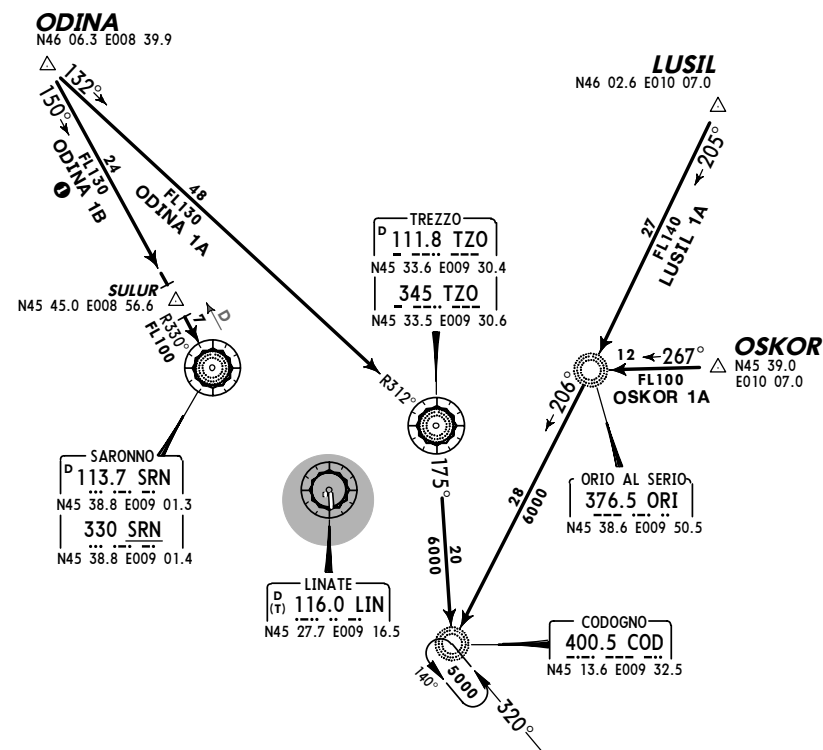 ODINA
N46 06.3 E008 39.9
LUSIL
N46 02.6 E010 07.0
132°
150°
24
FL130
ODINA 1B
1
48
FL130
ODINA 1A
205°
27
FL140
LUSIL 1A
TREZZO
D 111.8 TZO
N45 33.6 E009 30.4
345 TZO
N45 33.5 E009 30.6
SULUR
N45 45.0 E008 56.6
D
7
R330°
FL100
12
267°
FL100
OSKOR 1A
OSKOR
N45 39.0
E010 07.0
R312°
206°
28
6000
SARONNO
D 113.7 SRN
N45 38.8 E009 01.3
330 SRN
N45 38.8 E009 01.4
175°
20
6000
ORIO AL SERIO
376.5 ORI
N45 38.6 E009 50.5
LINATE
D
(T) 116.0 LIN
N45 27.7 E009 16.5
CODOGNO
400.5 COD
N45 13.6 E009 32.5
140°
5000
320°